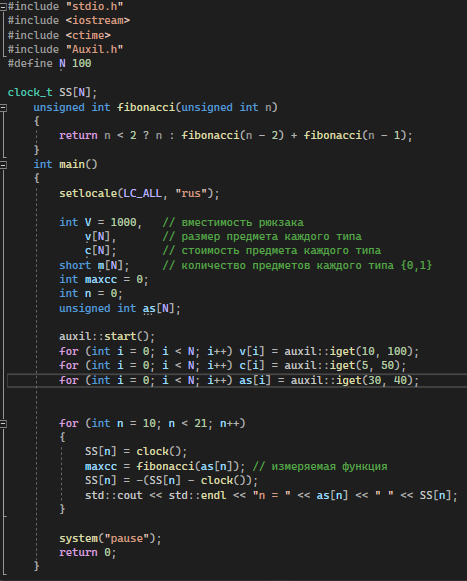 #include "stdio.h"
#include <iostream>
#include <ctime>
#include "Auxil.h"
#define N 100
clock_t SS[N];
unsigned int fibonacci(unsigned int n)
{
return n < 2 ? n : fibonacci(n - 2) + fibonacci(n - 1);
}
int main()
{
setlocale(LC_ALL, "rus");
int V = 1000, // вместимость рюкзака
v[N], // размер предмета каждого типа
c[N]; // стоимость предмета каждого типа
short m[N]; // количество предметов каждого типа {0,1}
int maxcc = 0;
int n = 0;
unsigned int as[N];
auxil::start();
for (int i = 0; i < N; i++) v[i] = auxil::iget(10, 100);
for (int i = 0; i < N; i++) c[i] = auxil::iget(5, 50);
for (int i = 0; i < N; i++) as[i] = auxil::iget(30, 40);
for (int n = 10; n < 21; n++)
{
SS[n] = clock();
maxcc = fibonacci(as[n]); // измеряемая функция
SS[n] = -(SS[n] - clock());
std::cout << std::endl << "n = " << as[n] << " " << SS[n];
}
system("pause");
return 0;
}